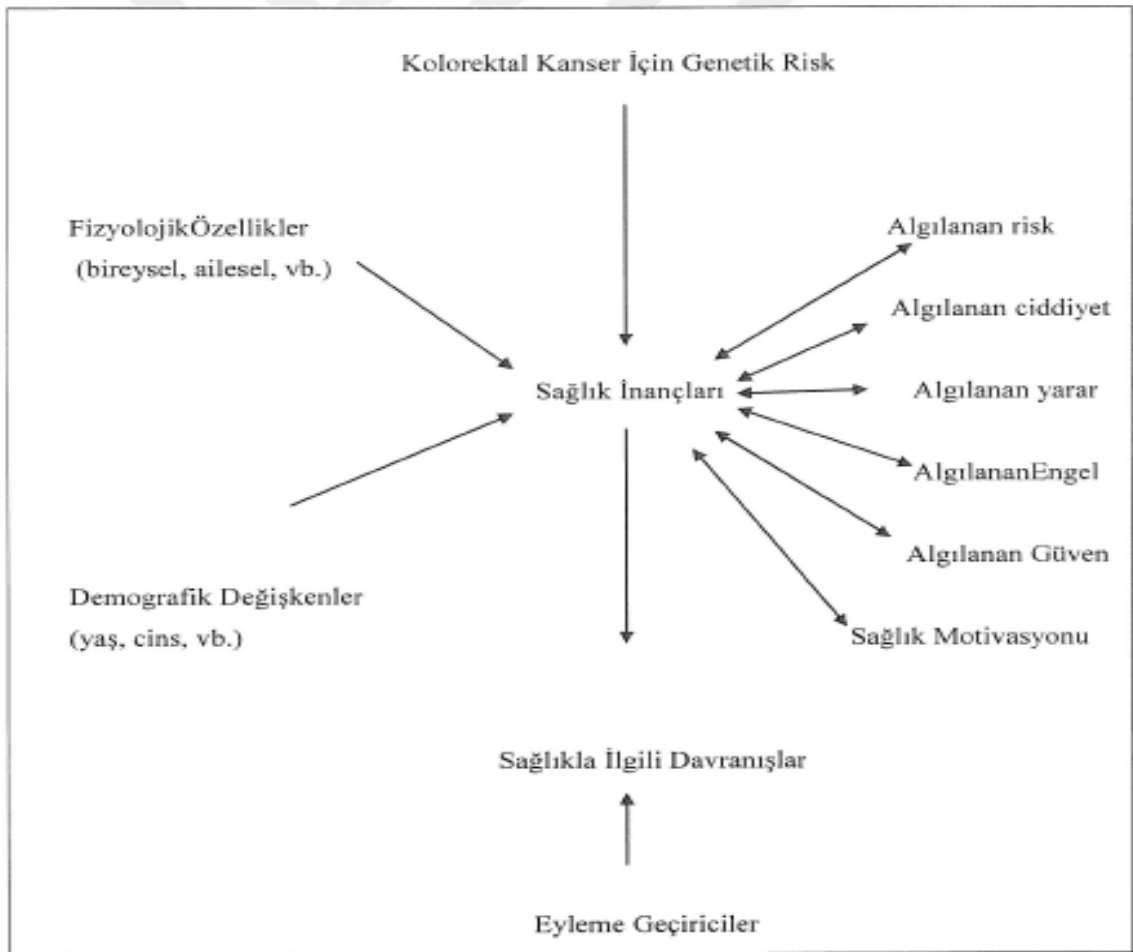 Kolorektal Kanser İçin Genetik Risk
FizyolojikÖzellikler
(bireysel, ailesel, vb.)
Algılanan risk
Algılanan ciddiyet
Sağlık İnançları
Algılanan yarar
AlgılananEngel
Algılanan Güven
Demografik Değişkenler
(yaş, cins, vb.)
Sağlık Motivasyonu
Sağlıkla İlgili Davranışlar
Eyleme Geçiriciler